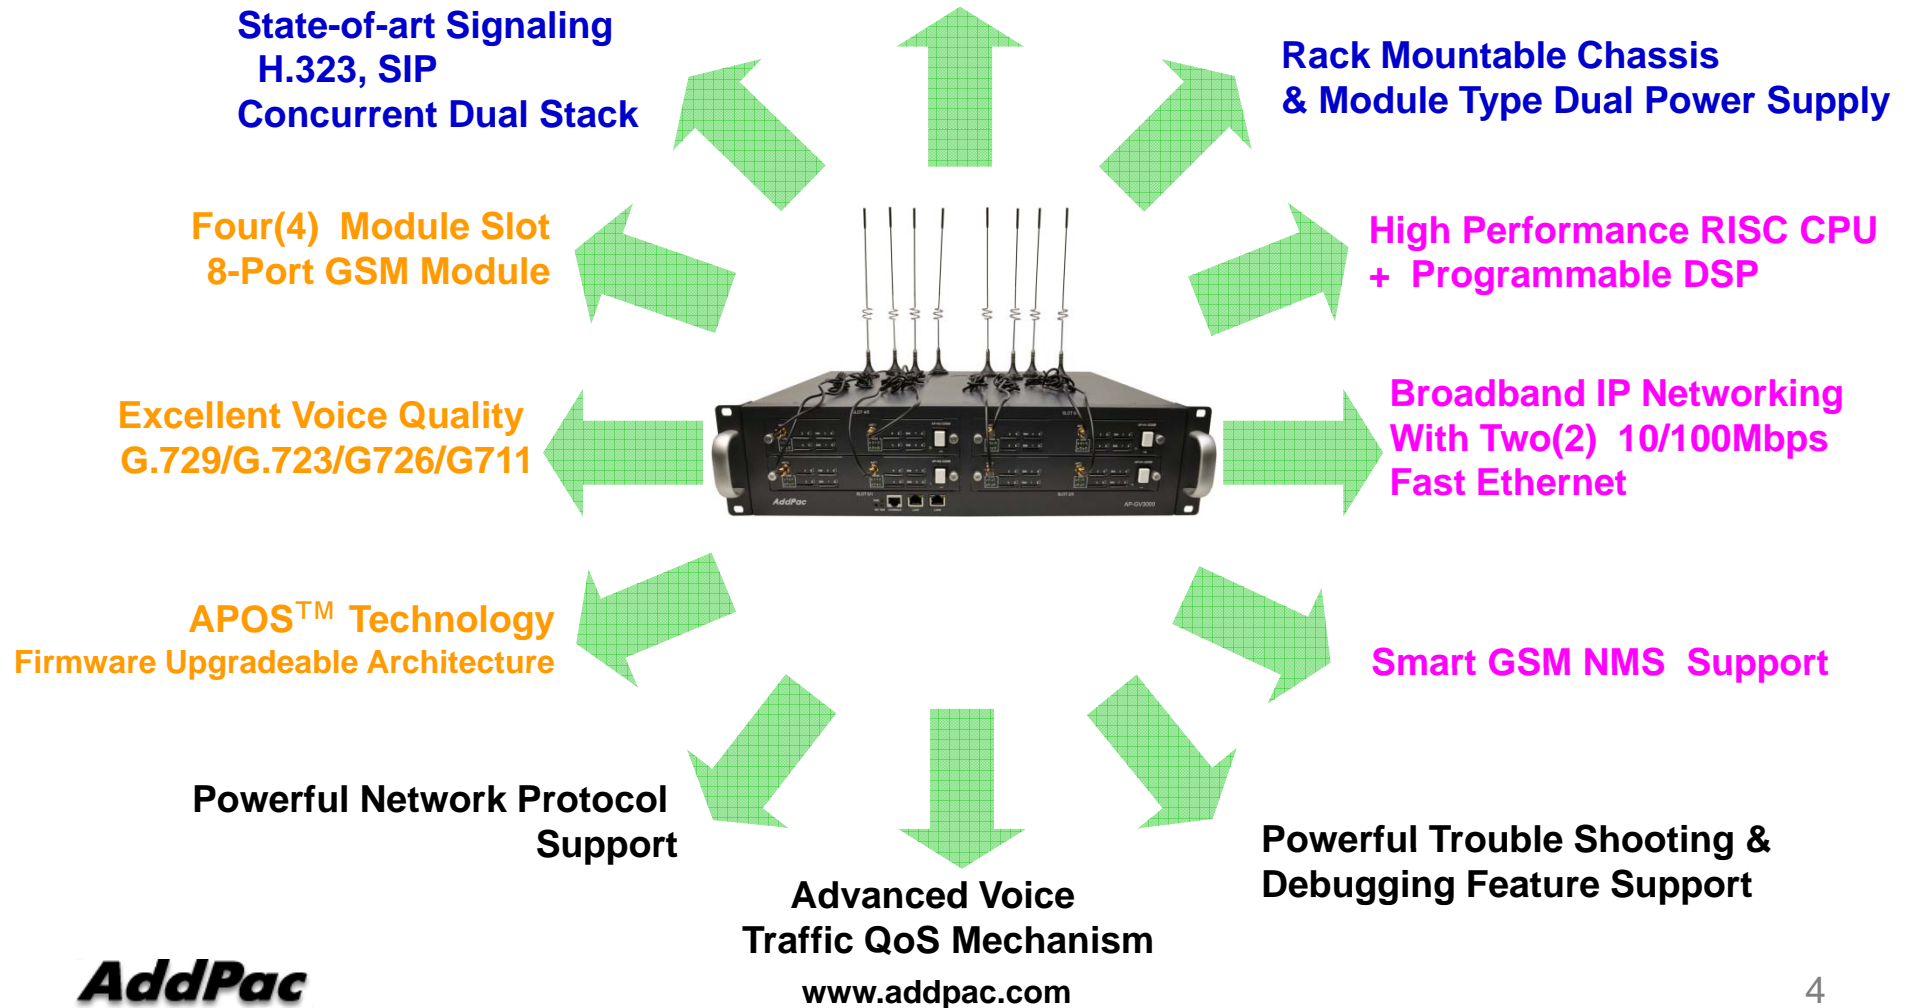 State-of-art Signaling
H.323, SIP
Concurrent Dual Stack
Rack Mountable Chassis
& Module Type Dual Power Supply
Four(4) Module Slot
8-Port GSM Module
High Performance RISC CPU
+ Programmable DSP
Excellent Voice Quality
G.729/G.723/G726/G711
Broadband IP Networking
With Two(2) 10/100Mbps
Fast Ethernet
AddPac
AP-GV3000
APOS™ Technology
Firmware Upgradeable Architecture
Smart GSM NMS Support
Powerful Network Protocol
Support
Powerful Trouble Shooting &
Debugging Feature Support
Advanced Voice
Traffic QoS Mechanism
AddPac
www.addpac.com
4